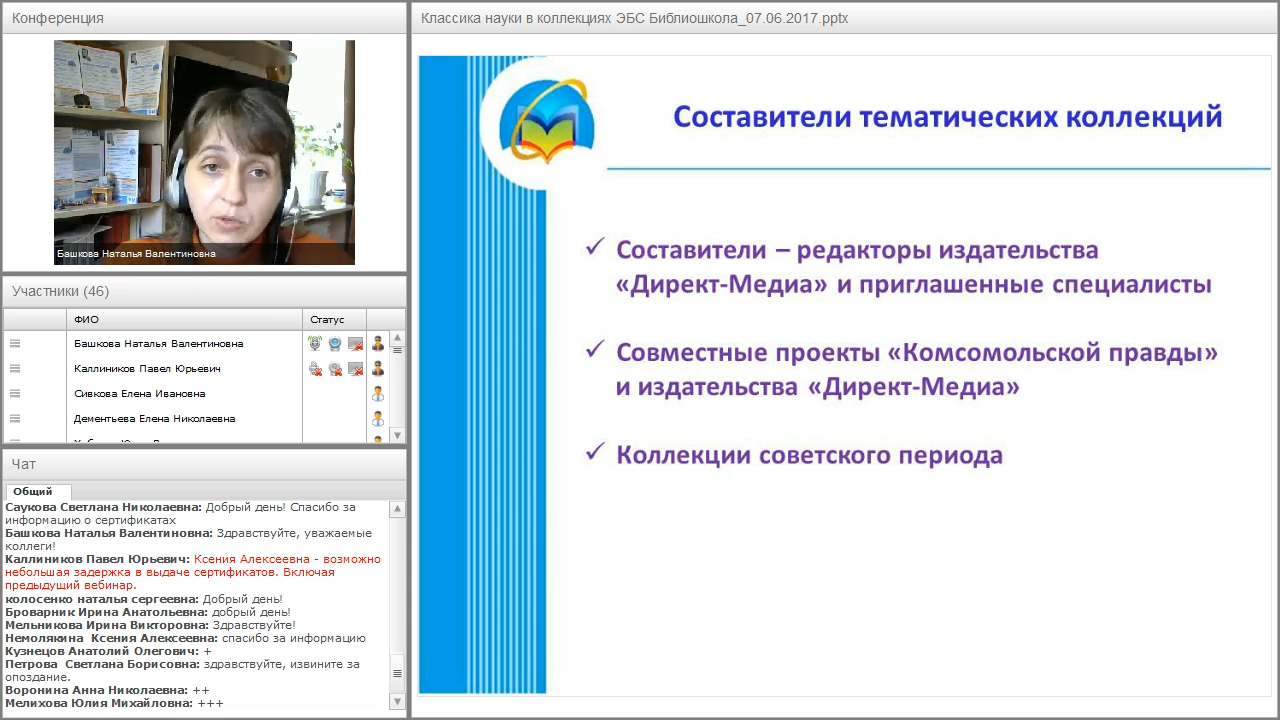 Конференция
Башкова Наталья Валентиновна
Участники (46)
ФИО Статус
Башкова Наталья Валентиновна
Каллиников Павел Юрьевич
Сивкова Елена Ивановна
Дементьева Елена Николаевна
Чат
Общий
Саукова Светлана Николаевна: Добрый день! Спасибо за
информацию о сертификатах
Башкова Наталья Валентиновна: Здравствуйте, уважаемые
коллеги!
Каллиников Павел Юрьевич: Ксения Алексеевна - возможно
небольшая задержка в выдаче сертификатов. Включая
предыдущий вебинар.
колосенко наталья сергеевна: Добрый день!
Броварник Ирина Анатольевна: добрый день!
Мельникова Ирина Викторовна: Здравствуйте!
Немолякина Ксения Алексеевна: спасибо за информацию
Кузнецов Анатолий Олегович: +
Петрова Светлана Борисовна: здравствуйте, извините за
опоздание.
Воронина Анна Николаевна: ++
Мелихова Юлия Михайловна: +++
Классика науки в коллекциях ЭБС Библиошкола_07.06.2017.pptx
Составители тематических коллекций
✓ Составители – редакторы издательства
«Директ-Медиа» и приглашенные специалисты
✓ Совместные проекты «Комсомольской правды»
и издательства «Директ-Медиа»
✓ Коллекции советского периода